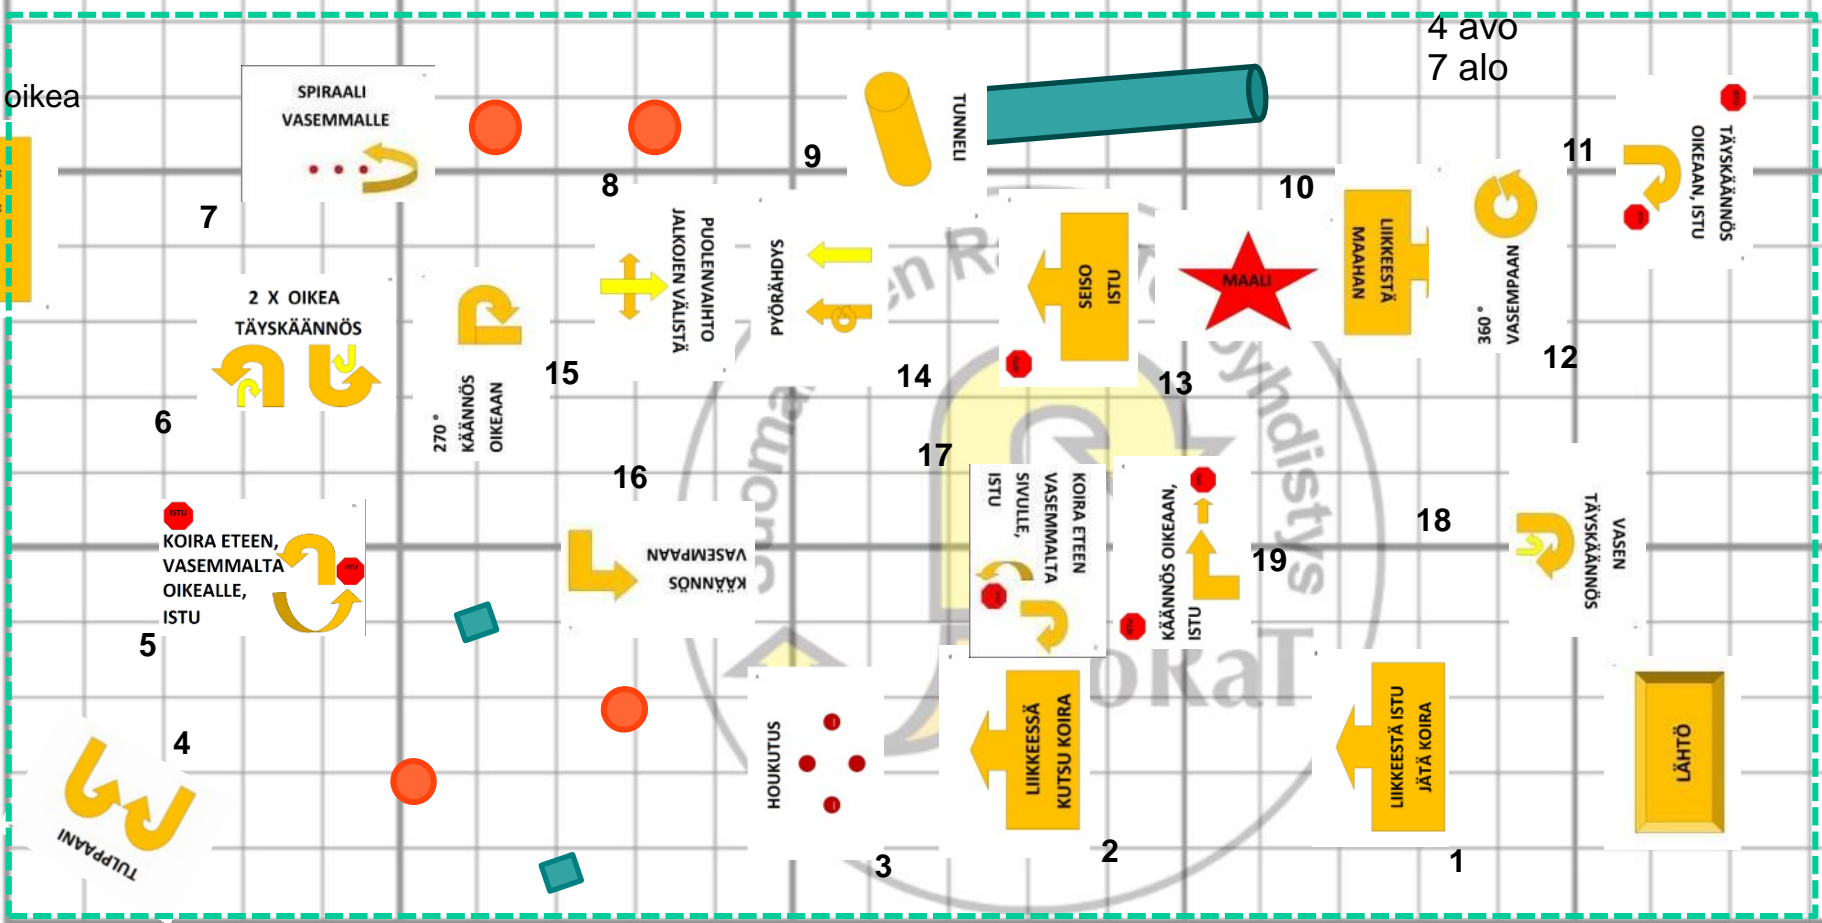 4 avo
7 alo
oikea
SPIRAALI
VASEMMALLE
7
8
9
TUNNELI
10
11
ISTU
TÄYSKÄÄNNÖS
OIKEAAN, ISTU
PUOLENVAIHTO
JALKOJEN VÄLISTÄ
PYÖRÄHDYS
ISTU
SEISO
MAALI
LIIKKEESTÄ
MAAHAN
360°
VASEMPAAN
12
13
14
15
2 X OIKEA
TÄYSKÄÄNNÖS
6
270°
KÄÄNNÖS
OIKEAAN
16
17
18
19
ISTU
KOIRA ETEEN,
VASEMMALTA
OIKEALLE,
ISTU
ISTU
5
KÄÄNNÖS
VASEMPAAN
KOIRA ETEEN
VASEMMALTA
SIVULLE,
ISTU
KÄÄNNÖS OIKEAAN,
ISTU
VASEN
TÄYSKÄÄNNÖS
4
TULPPAANI
HOUKUTUS
3
LIIKKEESSÄ
KUTSU KOIRA
2
LIIKKEESTÄ ISTU
JÄTÄ KOIRA
1
LÄHTÖ